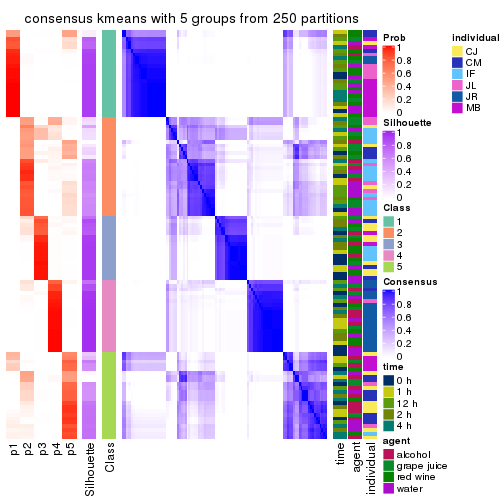 consensus kmeans with 5 groups from 250 partitions
Prob
1
0.8
0.6
0.4
0.2
0
individual
CJ
CM
IF
JL
JR
MB
Silhouette
1
0.8
0.6
0.4
0.2
0
Class
1
2
3
4
5
Consensus
1
0.8
0.6
0.4
0.2
0
time
0 h
1 h
12 h
2 h
4 h
agent
alcohol
grape juice
red wine
water
p1
p2
p3
p4
p5
Silhouette
Class
time
agent
individual